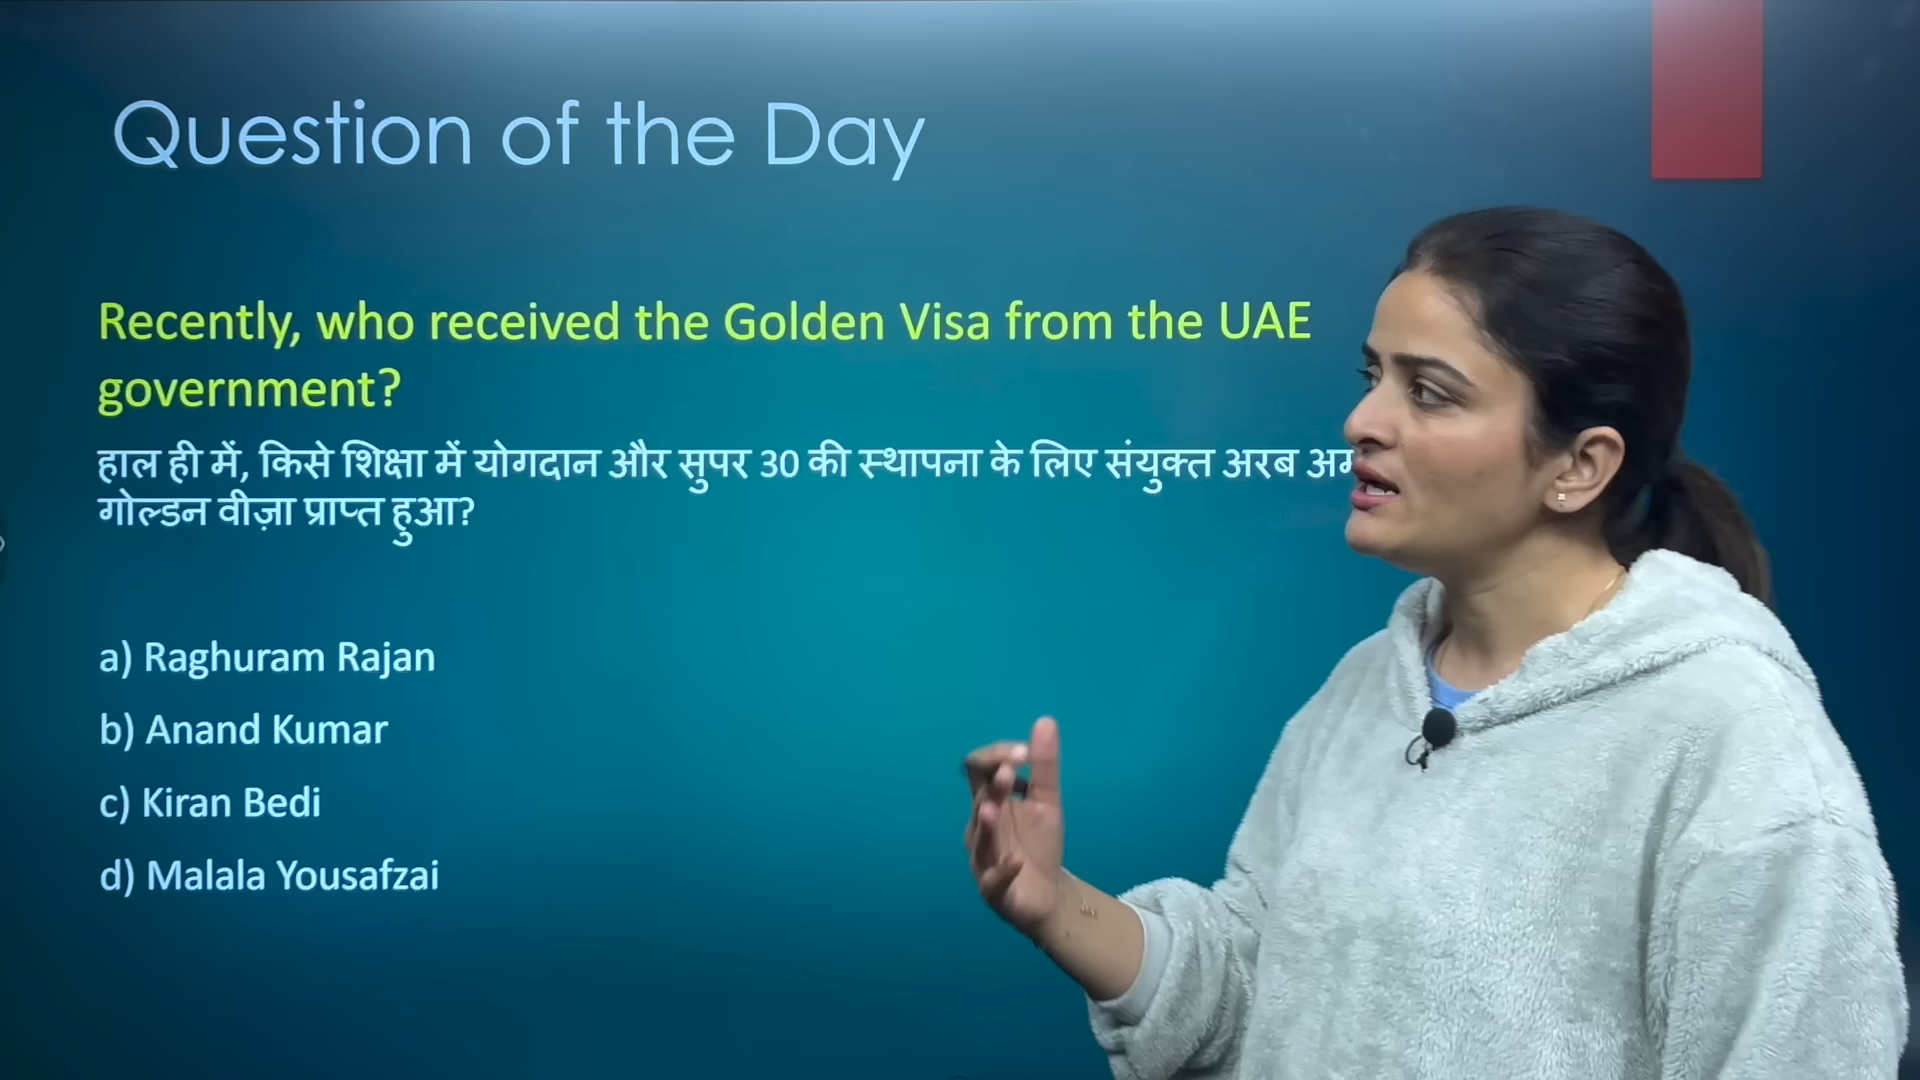 Question of the Day
Recently, who received the Golden Visa from the UAE
government?
हाल ही में, किसे शिक्षा में योगदान और सुपर 30 की स्थापना के लिए संयुक्त अरब
गोल्डन वीज़ा प्राप्त हुआ?
a) Raghuram Rajan
b) Anand Kumar
c) Kiran Bedi
d) Malala Yousafzai